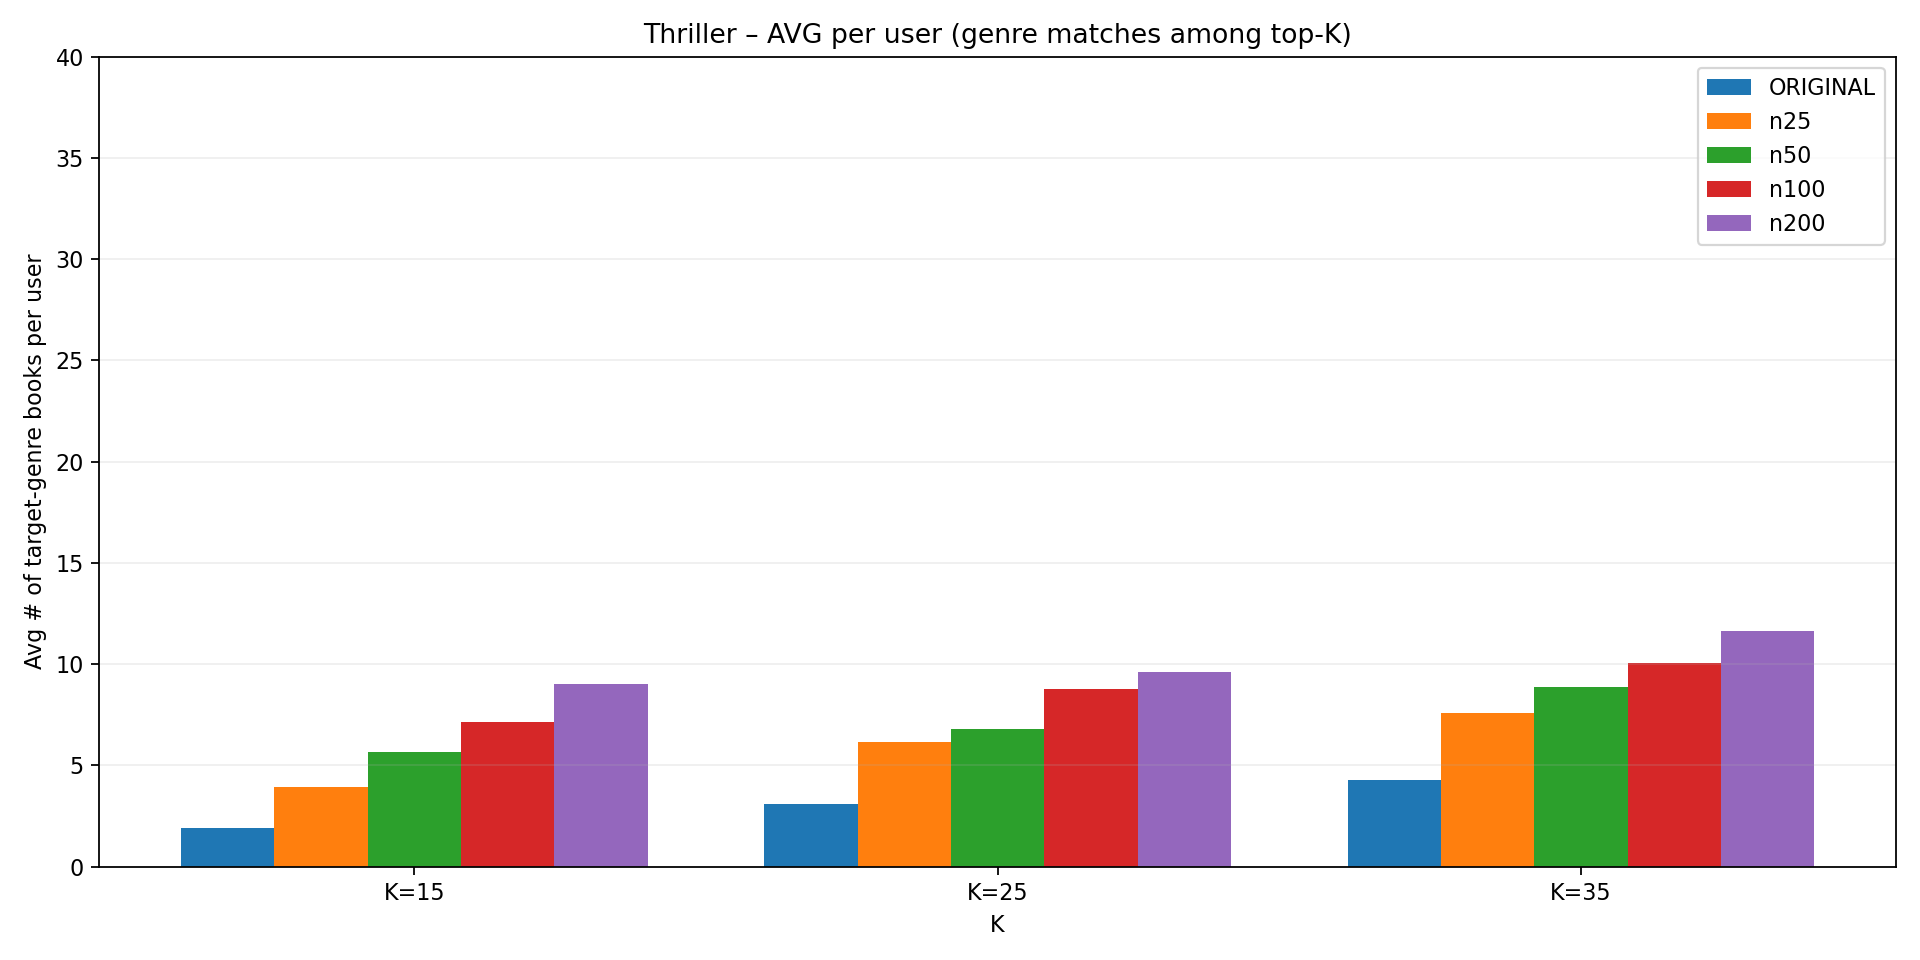 Thriller – AVG per user (genre matches among top-K)
Avg # of target-genre books per user
40
35
30
25
20
15
10
5
0
ORIGINAL
n25
n50
n100
n200
K=15
K=25
K=35
K